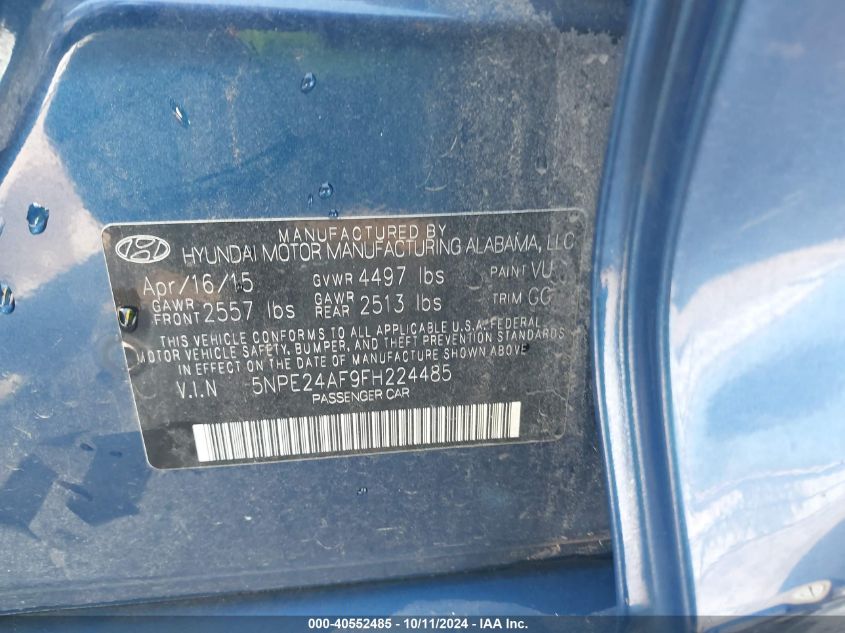 MANUFACTURED BY
HYUNDAI MOTOR MANUFACTURING ALABAMA, LLC
Apr/16/15 GVWR 4497 lbs PAINT VU
GAWR FRONT 2557 lbs GAWR REAR 2513 lbs TRIM GG
THIS VEHICLE CONFORMS TO ALL APPLICABLE U.S.A. FEDERAL
MOTOR VEHICLE SAFETY, BUMPER, AND THEFT PREVENTION STANDARDS
IN EFFECT ON THE DATE OF MANUFACTURE SHOWN ABOVE
V.I.N 5NPE24AF9FH224485
PASSENGER CAR
000-40552485 - 10/11/2024 - IAA Inc.